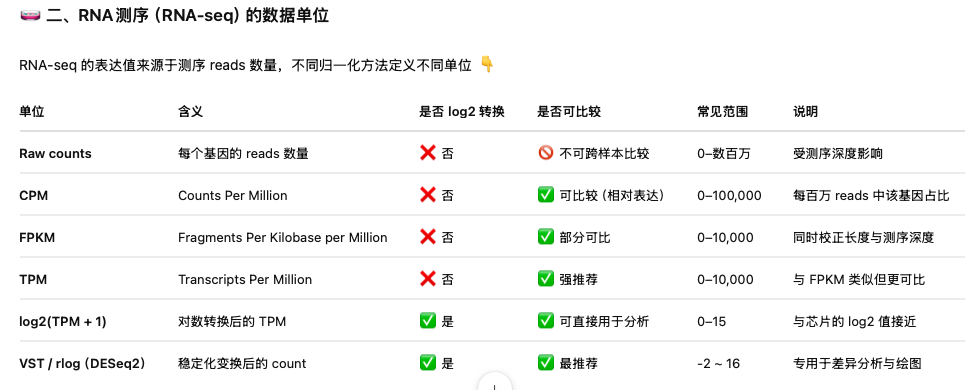 二、RNA测序（RNA-seq）的数据单位
RNA-seq 的表达值来源于测序 reads 数量，不同归一化方法定义不同单位 👇
单位 含义 是否 log2 转换 是否可比较 常见范围 说明
Raw counts 每个基因的 reads 数量 ❌ 否 🚫 不可跨样本比较 0–数百万 受测序深度影响
CPM Counts Per Million ❌ 否 ✅ 可比较（相对表达） 0–100,000 每百万 reads 中该基因占比
FPKM Fragments Per Kilobase per Million ❌ 否 ✅ 部分可比 0–10,000 同时校正长度与测序深度
TPM Transcripts Per Million ❌ 否 ✅ 强推荐 0–10,000 与 FPKM 类似但更可比
log2(TPM + 1) 对数转换后的 TPM ✅ 是 ✅ 可直接用于分析 0–15 与芯片的 log2 值接近
VST / rlog（DESeq2） 稳定化变换后的 count ✅ 是 ✅ 最推荐 -2 ~ 16 专用于差异分析与绘图